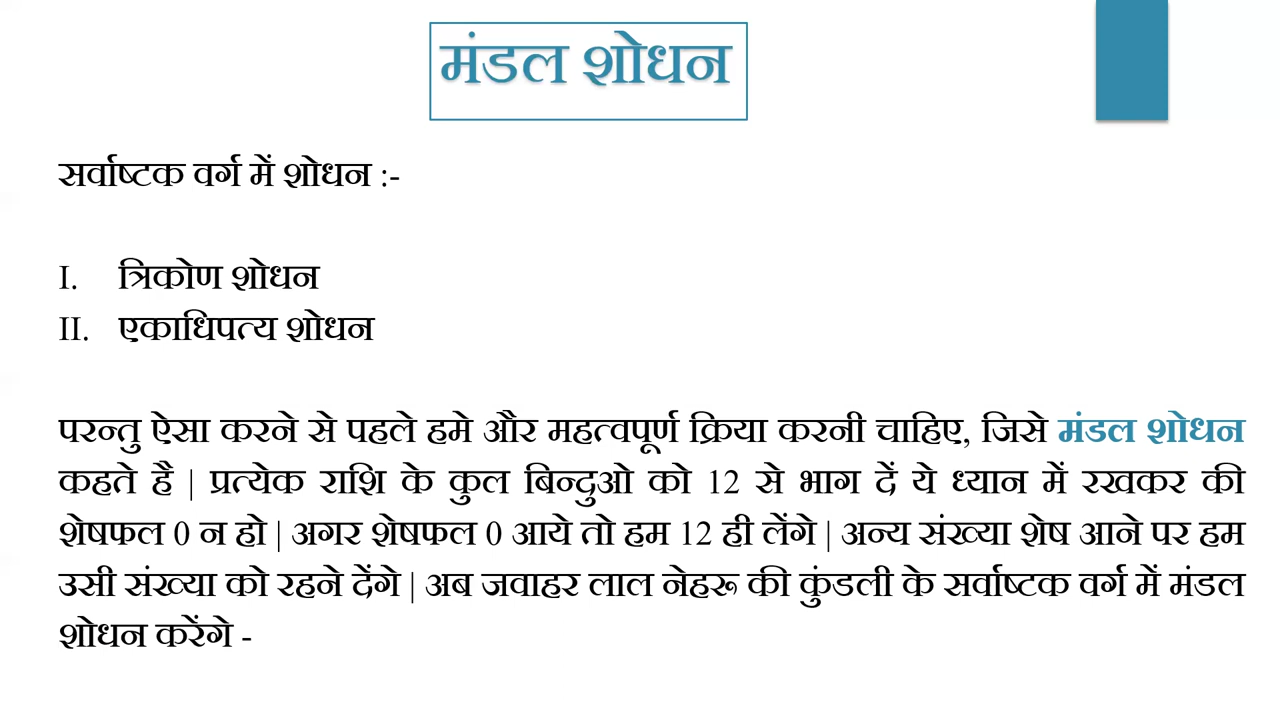 मंडल शोधन
सर्वाष्टक वर्ग में शोधन :-
I. त्रिकोण शोधन
II. एकाधिपत्य शोधन
परन्तु ऐसा करने से पहले हमे और महत्वपूर्ण क्रिया करनी चाहिए, जिसे मंडल शोधन
कहते है | प्रत्येक राशि के कुल बिन्दुओ को 12 से भाग दें ये ध्यान में रखकर की
शेषफल 0 न हो | अगर शेषफल 0 आये तो हम 12 ही लेंगे | अन्य संख्या शेष आने पर हम
उसी संख्या को रहने देंगे | अब जवाहर लाल नेहरू की कुंडली के सर्वाष्टक वर्ग में मंडल
शोधन करेंगे -